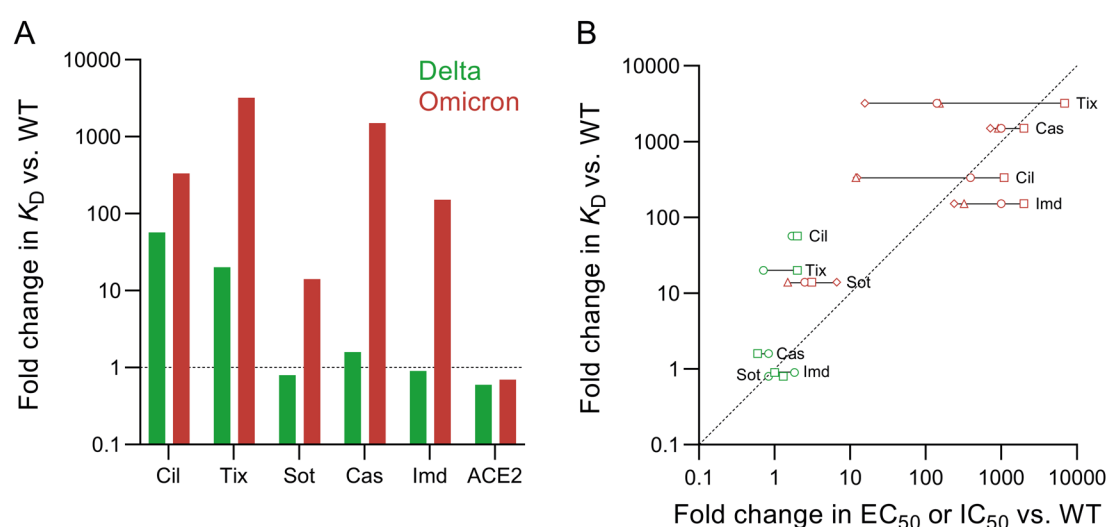 A
Fold change in KD vs. WT
10000
1000
100
10
1
0.1
Delta
Omicron
Cil Tix Sot Cas Imd ACE2
B
Fold change in KD vs. WT
10000
1000
100
10
1
0.1
Tix
Cas
Cil
Imd
Cil
Tix
Sot
Cas
Sot
Imd
0.1 1 10 100 1000 10000
Fold change in EC50 or IC50 vs. WT